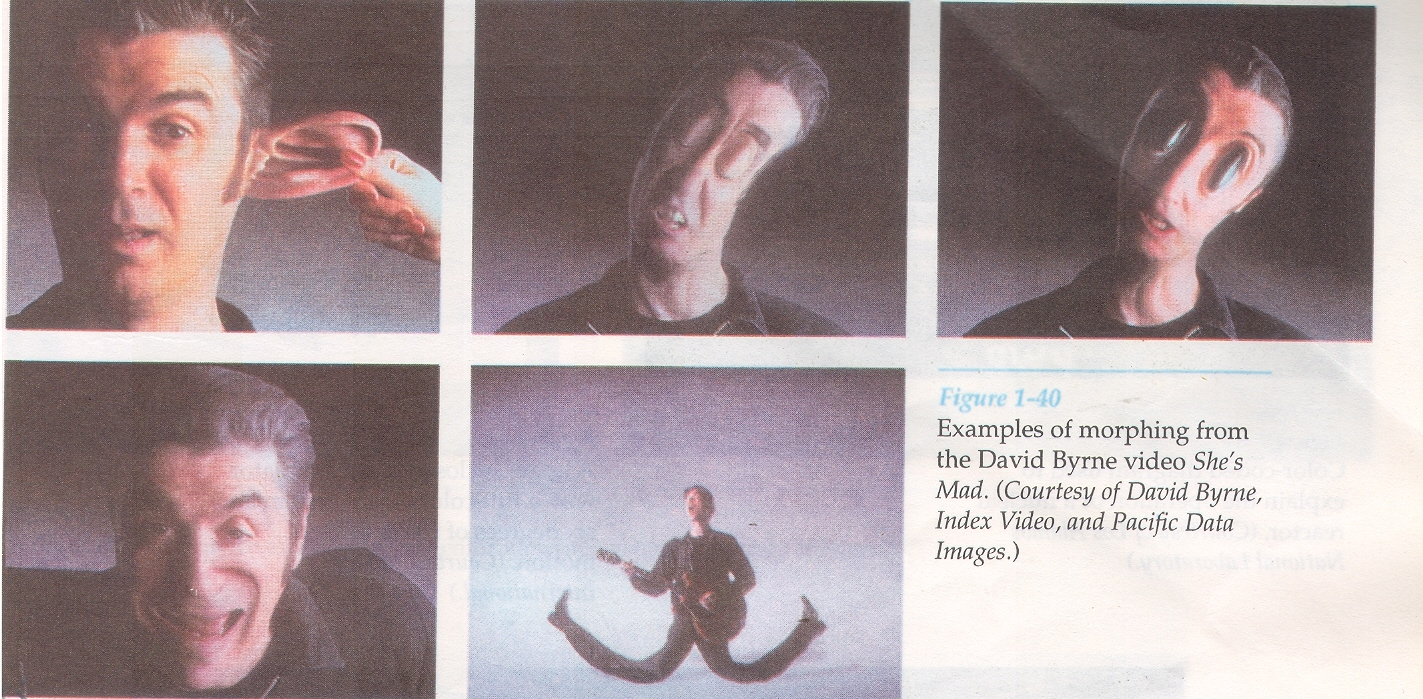 Figure 1-40
Examples of morphing from
the David Byrne video She's
Mad. (Courtesy of David Byrne,
Index Video, and Pacific Data
Images.)